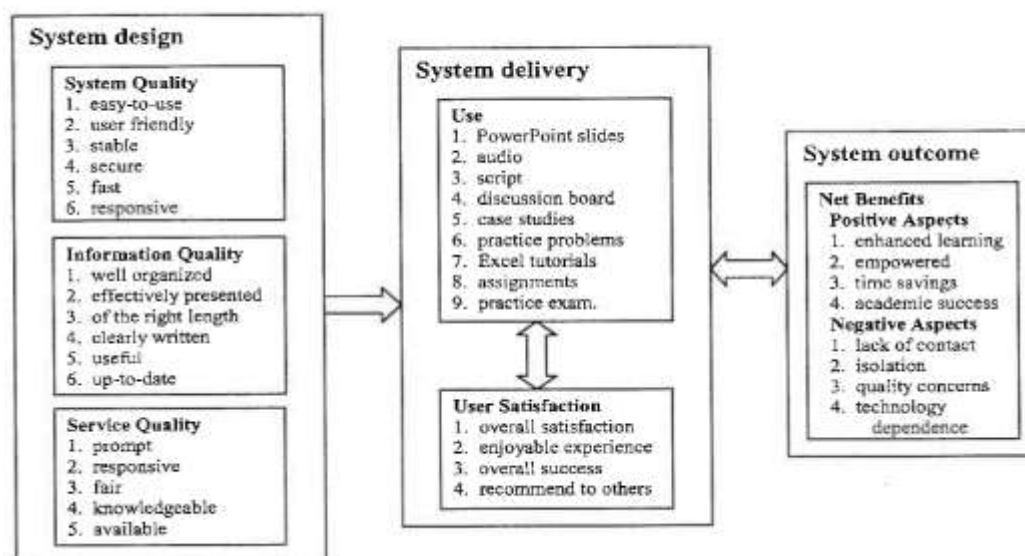 System design
System Quality
1. easy-to-use
2. user friendly
3. stable
4. secure
5. fast
6. responsive
Information Quality
1. well organized
2. effectively presented
3. of the right length
4. clearly written
5. useful
6. up-to-date
Service Quality
1. prompt
2. responsive
3. fair
4. knowledgeable
5. available
System delivery
Use
1. PowerPoint slides
2. audio
3. script
4. discussion board
5. case studies
6. practice problems
7. Excel tutorials
8. assignments
9. practice exam.
User Satisfaction
1. overall satisfaction
2. enjoyable experience
3. overall success
4. recommend to others
System outcome
Net Benefits
Positive Aspects
1. enhanced learning
2. empowered
3. time savings
4. academic success
Negative Aspects
1. lack of contact
2. isolation
3. quality concerns
4. technology
dependence